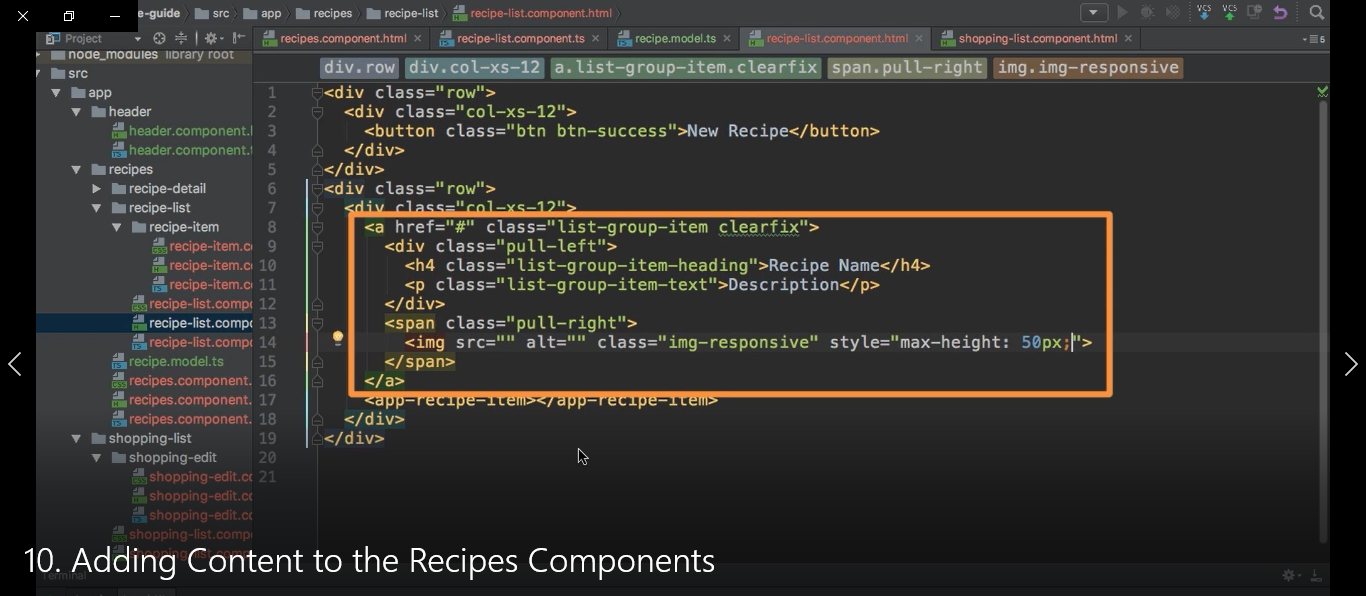 e-guide src app recipes recipe-list recipe-list.component.html
Project recipes.component.html recipe-list.component.ts recipe.model.ts recipe-list.component.html shopping-list.component.html 5
VCS VCS
node_modules library root
src
app
header
header.component.
header.component.
recipes
recipe-detail
recipe-list
recipe-item
recipe-item.c
recipe-item.c
recipe-item.c
recipe-list.compo
recipe-list.compo
recipe-list.compo
recipe.model.ts
recipes.component.
recipes.component.
recipes.component.
shopping-list
shopping-edit
shopping-edit.co
shopping-edit.co
shopping-edit.co
shopping-list.comp
div.row div.col-xs-12 a.list-group-item.clearfix span.pull-right img.img-responsive
1 <div class="row">
2 <div class="col-xs-12">
3 <button class="btn btn-success">New Recipe</button>
4 </div>
5 </div>
6 <div class="row">
7 <div class="col-xs-12">
8 <a href="#" class="list-group-item clearfix">
9 <div class="pull-left">
10 <h4 class="list-group-item-heading">Recipe Name</h4>
11 <p class="list-group-item-text">Description</p>
12 </div>
13 <span class="pull-right">
14 <img src="" alt="" class="img-responsive" style="max-height: 50px;">
15 </span>
16 </a>
17 <app-recipe-item></app-recipe-item>
18 </div>
19 </div>
20
21
10. Adding Content to the Recipes Components
Terminal